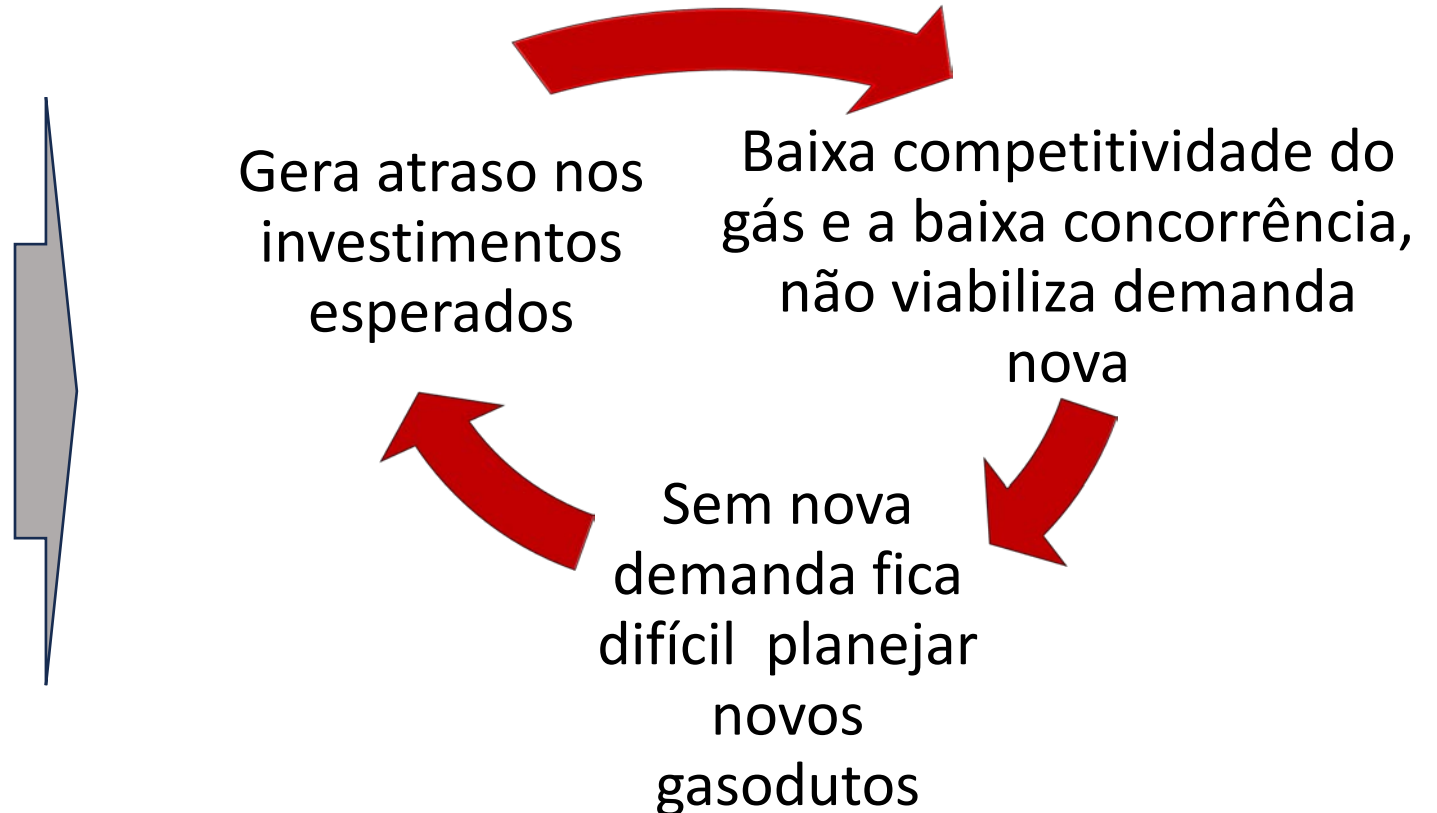 Gera atraso nos
investimentos
esperados
Baixa competitividade do
gás e a baixa concorrência,
não viabiliza demanda
nova
Sem nova
demanda fica
difícil  planejar
novos
gasodutos